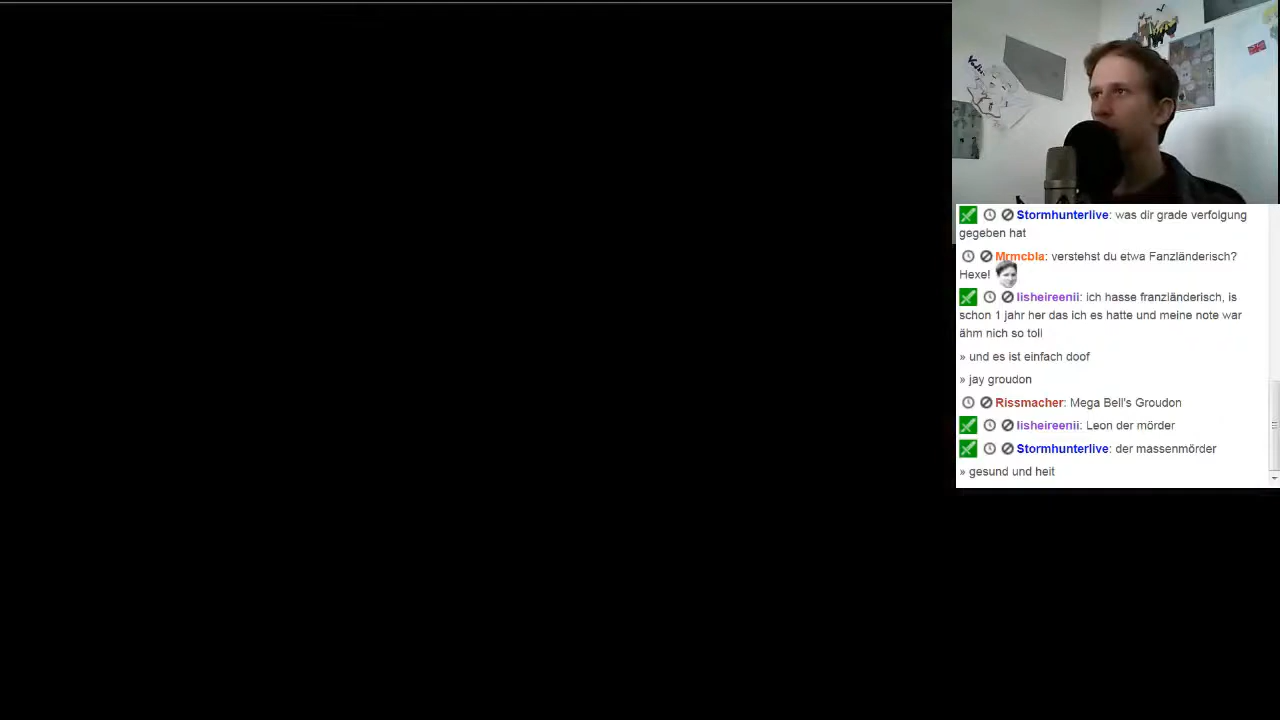 Stormhunterlive: was dir grade verfolgung
gegeben hat
Mrmcbla: verstehst du etwa Fanzländerisch?
Hexe!
lisheireenii: ich hasse franzländerisch, is
schon 1 jahr her das ich es hatte und meine note war
ähm nich so toll
» und es ist einfach doof
» jay groudon
Rissmacher: Mega Bell's Groudon
lisheireenii: Leon der mörder
Stormhunterlive: der massenmörder
» gesund und heit